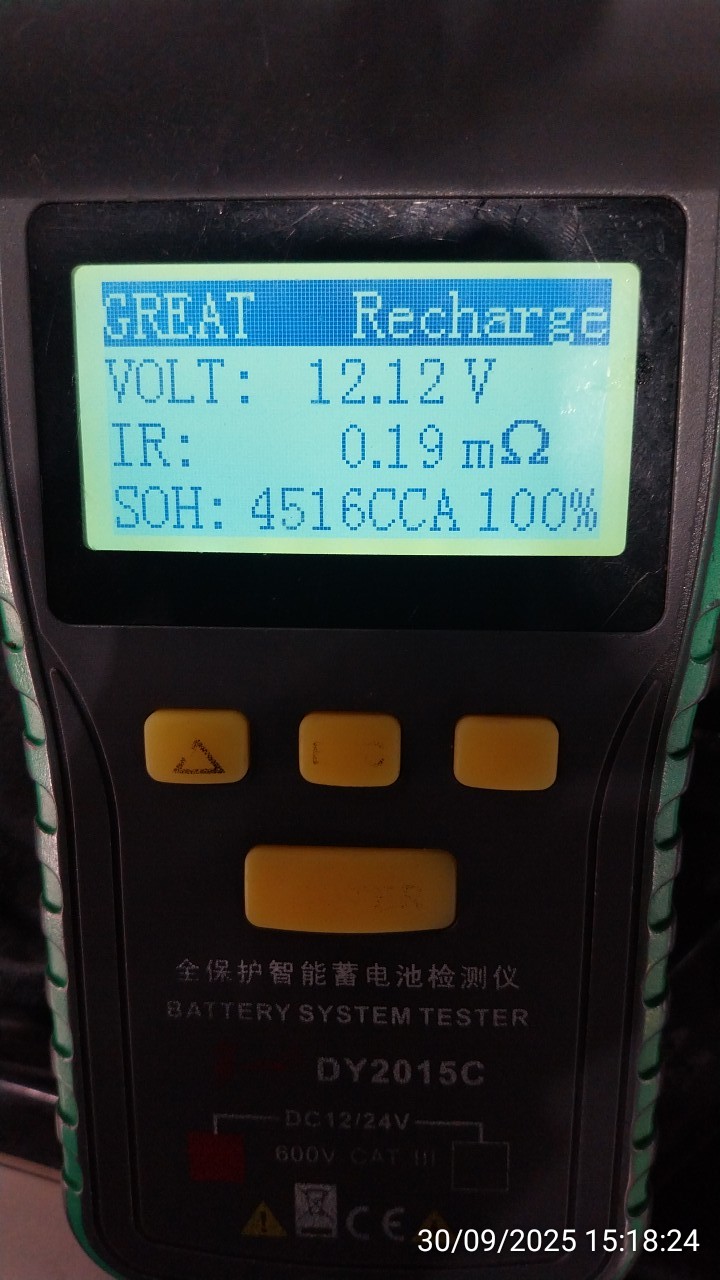 GREAT Recharge
VOLT: 12.12 V
IR: 0.19 mΩ
SOH: 4516CCA 100%
全保护智能蓄电池检测仪
BATTERY SYSTEM TESTER
DY2015C
DC12/24V
600V CAT III
CE
30/09/2025 15:18:24